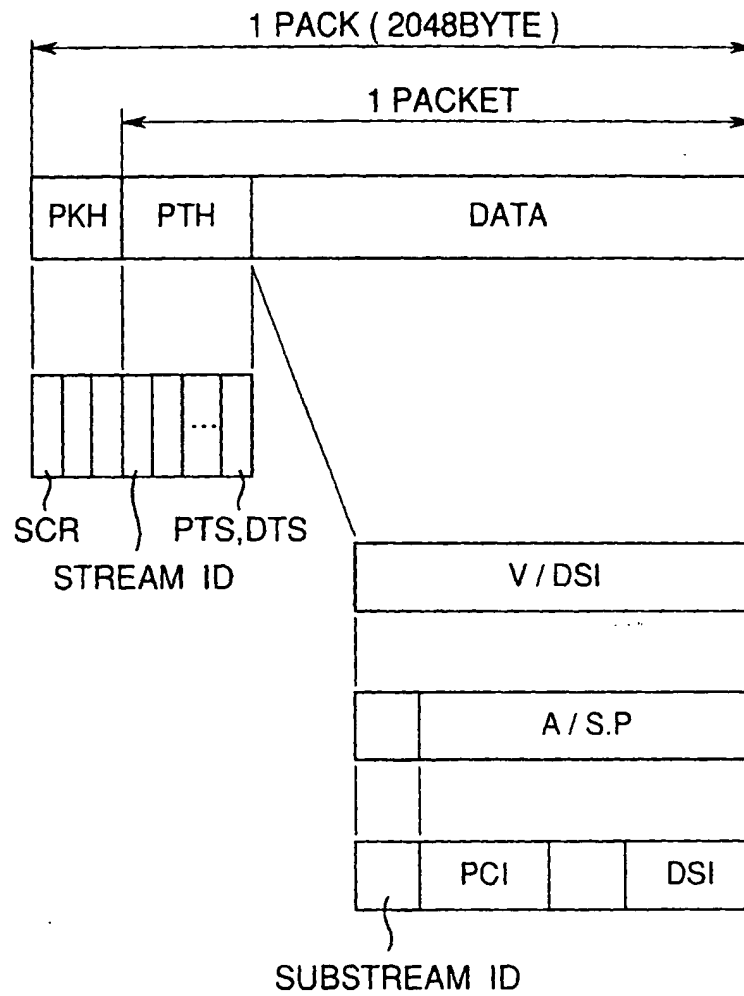 1 PACK ( 2048BYTE )
1 PACKET
PKH PTH DATA
...
SCR PTS,DTS
STREAM ID
V / DSI
A / S.P
PCI DSI
SUBSTREAM ID